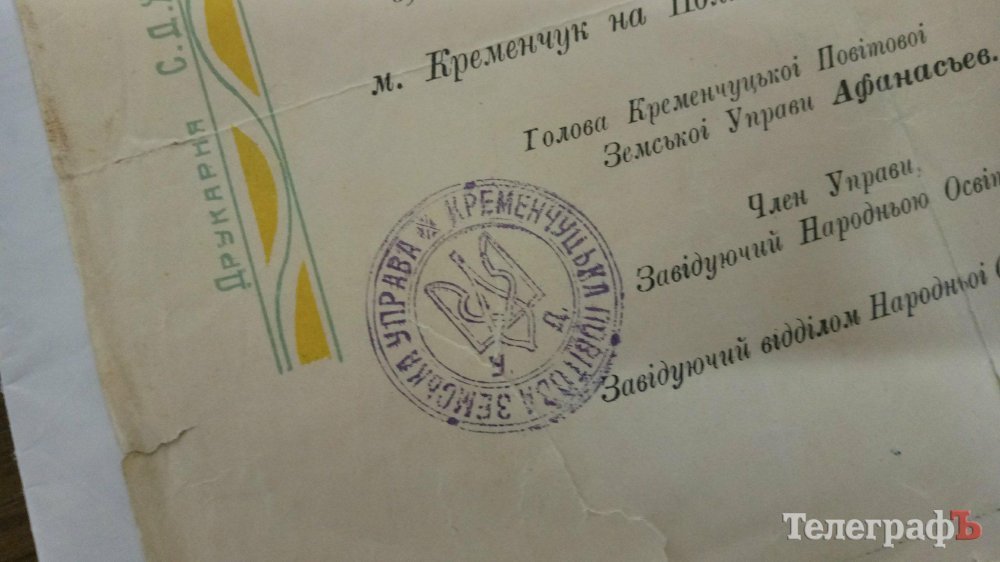 м. Кременчук на
Голова Кременчуцької Повітової
Земської Управи Афанасьев.
Член Управи,
Завідуючий Народньою
Завідуючий відділом Народньої
Друкарня С.Д.
КРЕМЕНЧУЦЬКА ПОВІТОВА ЗЕМСЬКА УПРАВА
У. Н. Р.
ТелеграфЪ